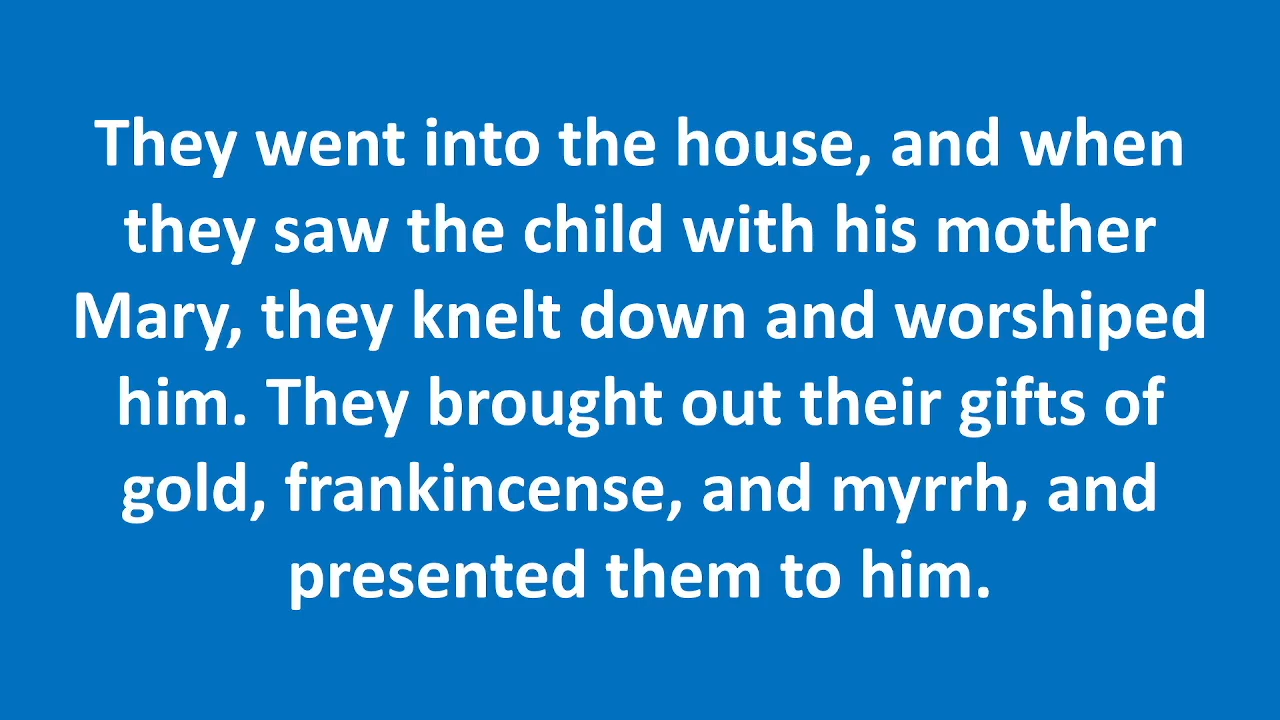 They went into the house, and when
they saw the child with his mother
Mary, they knelt down and worshiped
him. They brought out their gifts of
gold, frankincense, and myrrh, and
presented them to him.